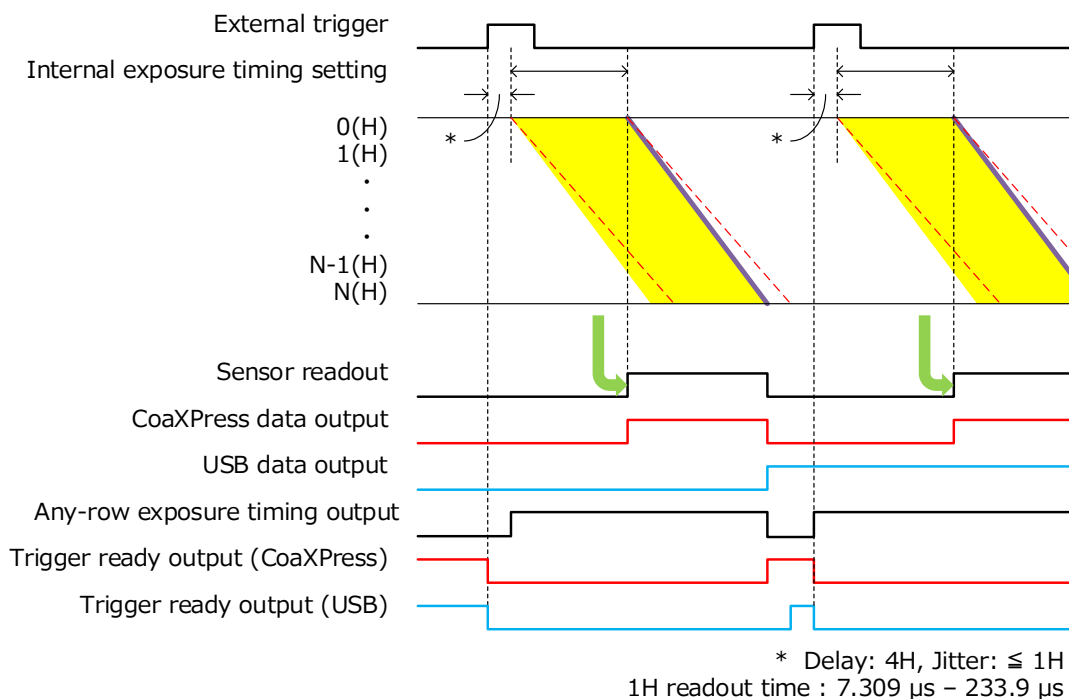 External trigger
Internal exposure timing setting
*
*
0(H)
1(H)
・
・
・
N-1(H)
N(H)
Sensor readout
CoaXPress data output
USB data output
Any-row exposure timing output
Trigger ready output (CoaXPress)
Trigger ready output (USB)
* Delay: 4H, Jitter: ≦ 1H
1H readout time : 7.309 μs – 233.9 μs